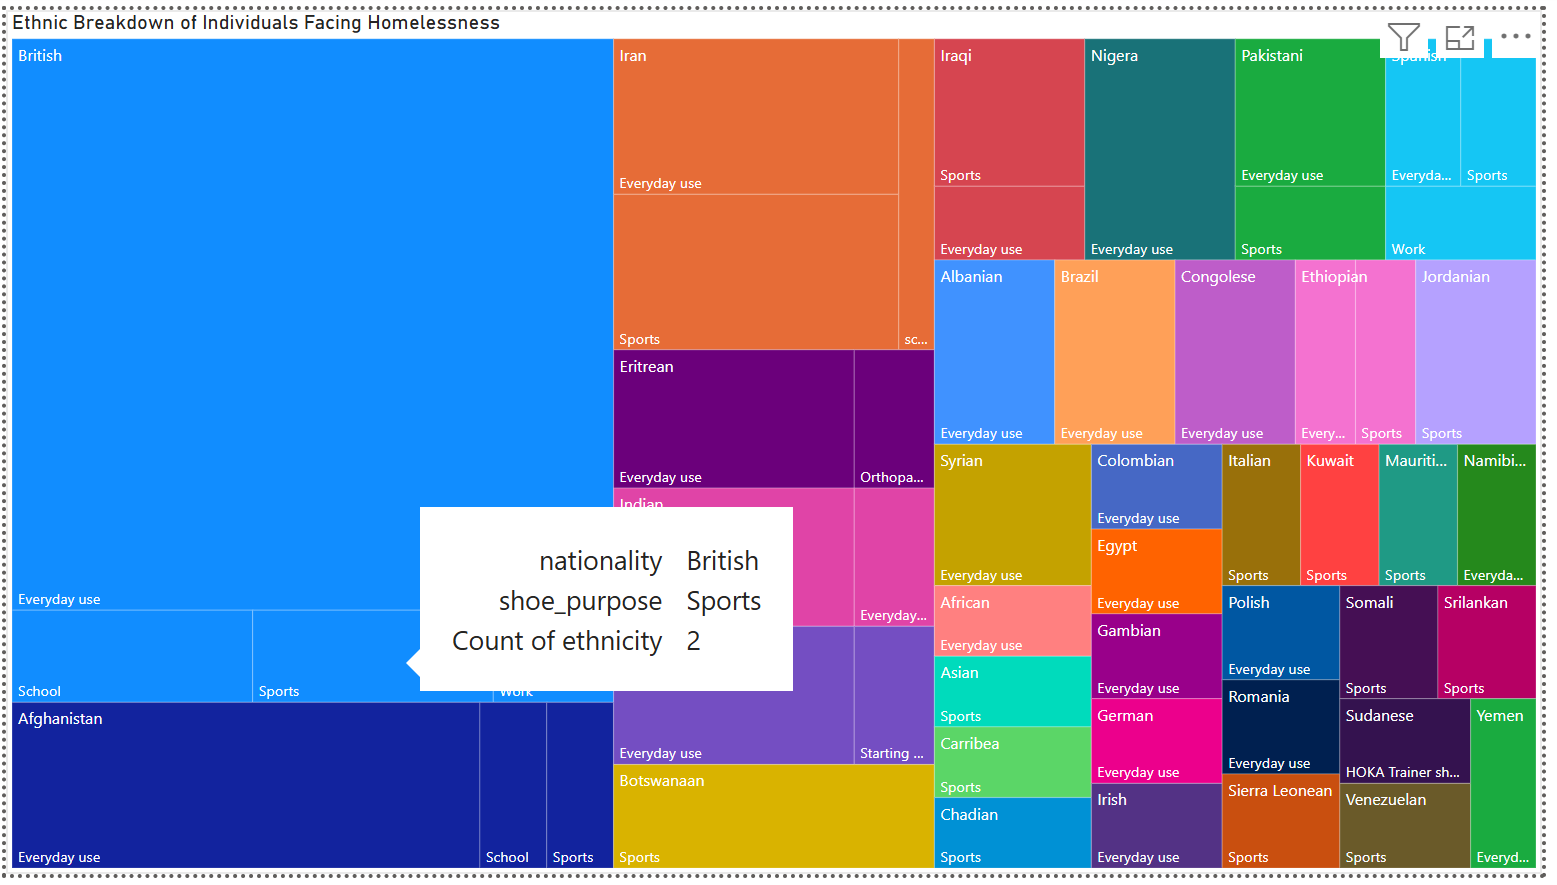 Ethnic Breakdown of Individuals Facing Homelessness
British
Everyday use
School
Sports
Work
Afghanistan
Everyday use
School
Sports
Iran
Everyday use
Sports
sc...
Eritrean
Everyday use
Orthopa...
Indian
Everyday...
Everyday use
Starting ...
Botswanaan
Sports
nationality British
shoe_purpose Sports
Count of ethnicity 2
Iraqi
Sports
Everyday use
Nigera
Everyday use
Pakistani
Everyday use
Sports
Spanish
Everyda...
Sports
Work
Albanian
Everyday use
Brazil
Everyday use
Congolese
Everyday use
Ethiopian
Every...
Sports
Jordanian
Sports
Syrian
Everyday use
Colombian
Everyday use
Egypt
Everyday use
Italian
Sports
Kuwait
Sports
Mauriti...
Sports
Namibi...
Everyda...
African
Everyday use
Asian
Sports
Carribea
Sports
Chadian
Sports
Gambian
Everyday use
German
Everyday use
Irish
Everyday use
Polish
Everyday use
Romania
Everyday use
Sierra Leonean
Sports
Somali
Sports
Srilankan
Sports
Sudanese
HOKA Trainer sh...
Venezuelan
Sports
Yemen
Everyd...